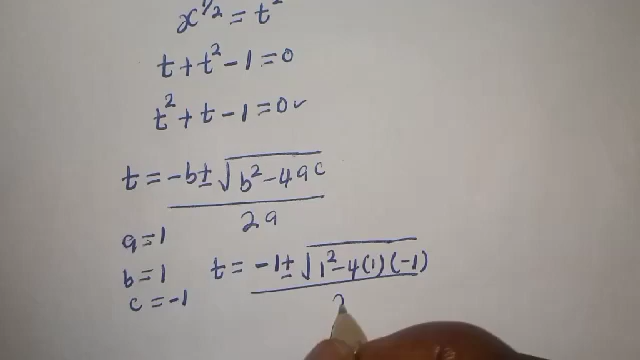 x^1/2 = t^2
t + t^2 - 1 = 0
t^2 + t - 1 = 0
t = -b ± √b^2 - 4ac
2a
a = 1
b = 1
c = -1
t = -1 ± √1^2 - 4(1)(-1)
2